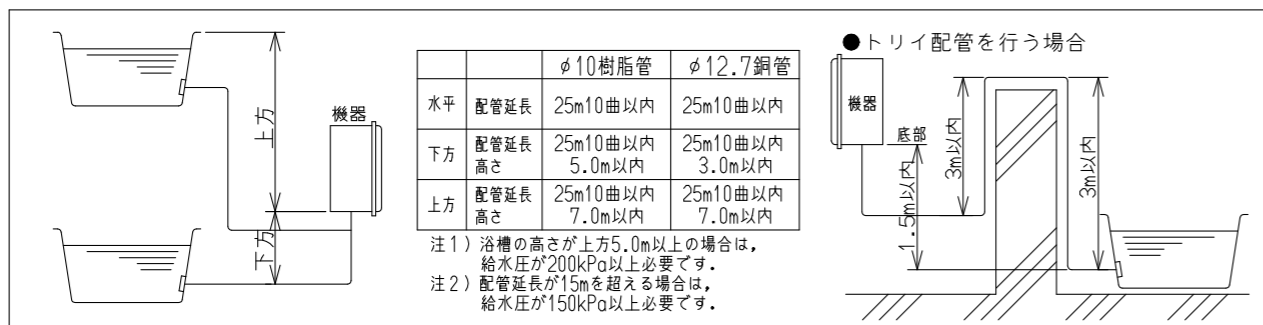 上方
下方
機器
φ10樹脂管 φ12.7銅管
水平 配管延長 25m10曲以内 25m10曲以内
下方 配管延長 25m10曲以内 25m10曲以内
高さ 5.0m以内 3.0m以内
上方 配管延長 25m10曲以内 25m10曲以内
高さ 7.0m以内 7.0m以内
注1)浴槽の高さが上方5.0m以上の場合は,
給水圧が200kPa以上必要です.
注2)配管延長が15mを超える場合は,
給水圧が150kPa以上必要です.
●トリイ配管を行う場合
機器
底部
1.5m以内
3m以内
3m以内